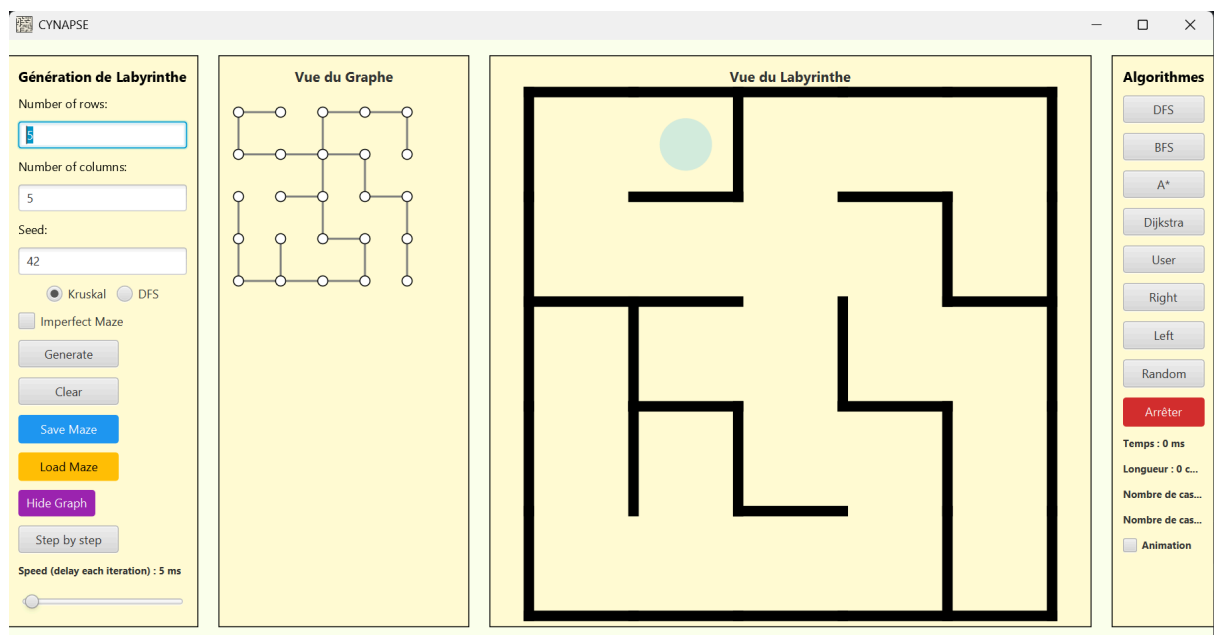 CYNAPSE
Génération de Labyrinthe
Number of rows:
5
Number of columns:
5
Seed:
42
Kruskal DFS
Imperfect Maze
Generate
Clear
Save Maze
Load Maze
Hide Graph
Step by step
Speed (delay each iteration) : 5 ms
Vue du Graphe
Vue du Labyrinthe
Algorithmes
DFS
BFS
A*
Dijkstra
User
Right
Left
Random
Arrêter
Temps : 0 ms
Longueur : 0 c...
Nombre de cas...
Nombre de cas...
Animation